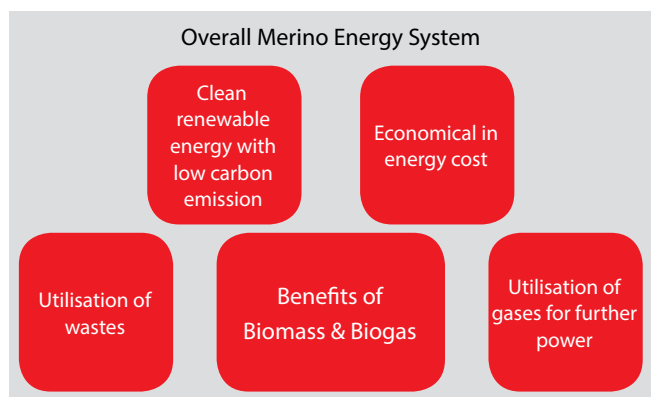 Overall Merino Energy System
Clean
renewable
energy with
low carbon
emission
Economical in
energy cost
Utilisation of
wastes
Benefits of
Biomass & Biogas
Utilisation of
gases for further
power